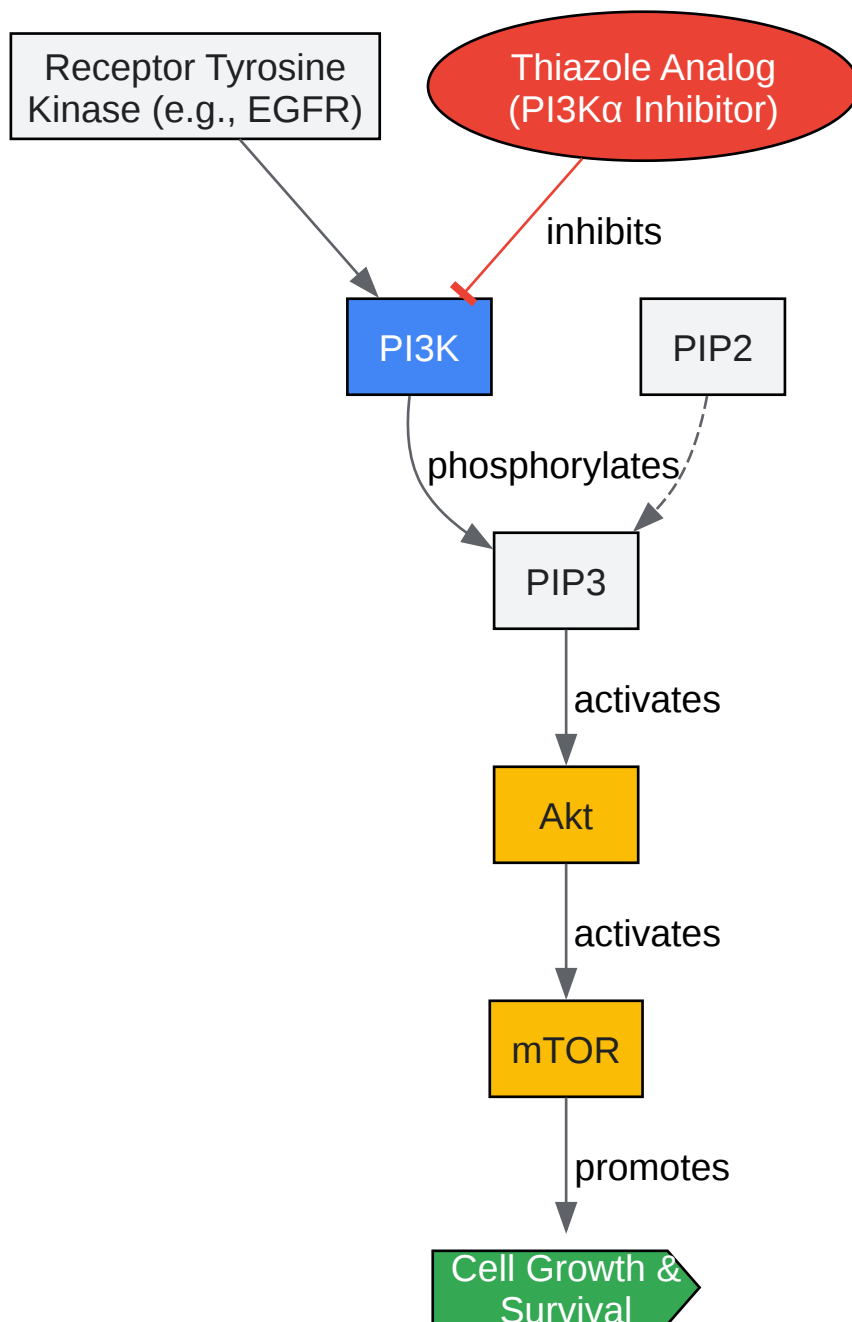 Receptor Tyrosine
Kinase (e.g., EGFR)
Thiazole Analog
(PI3Kα Inhibitor)
inhibits
PI3K
PIP2
phosphorylates
PIP3
activates
Akt
activates
mTOR
promotes
Cell Growth &
Survival